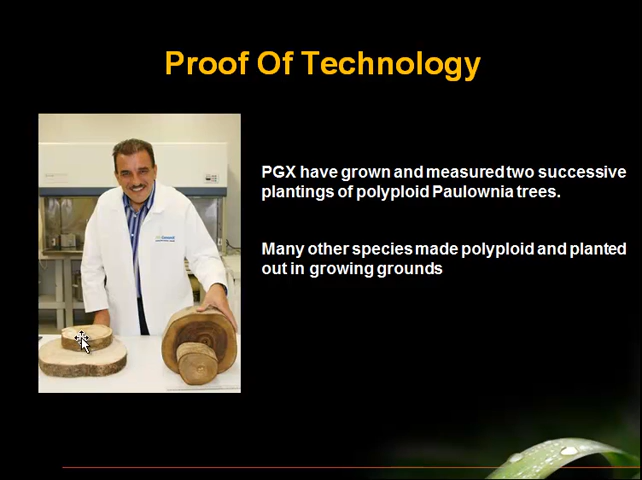 Proof Of Technology
PGX have grown and measured two successive
plantings of polyploid Paulownia trees.
Many other species made polyploid and planted
out in growing grounds